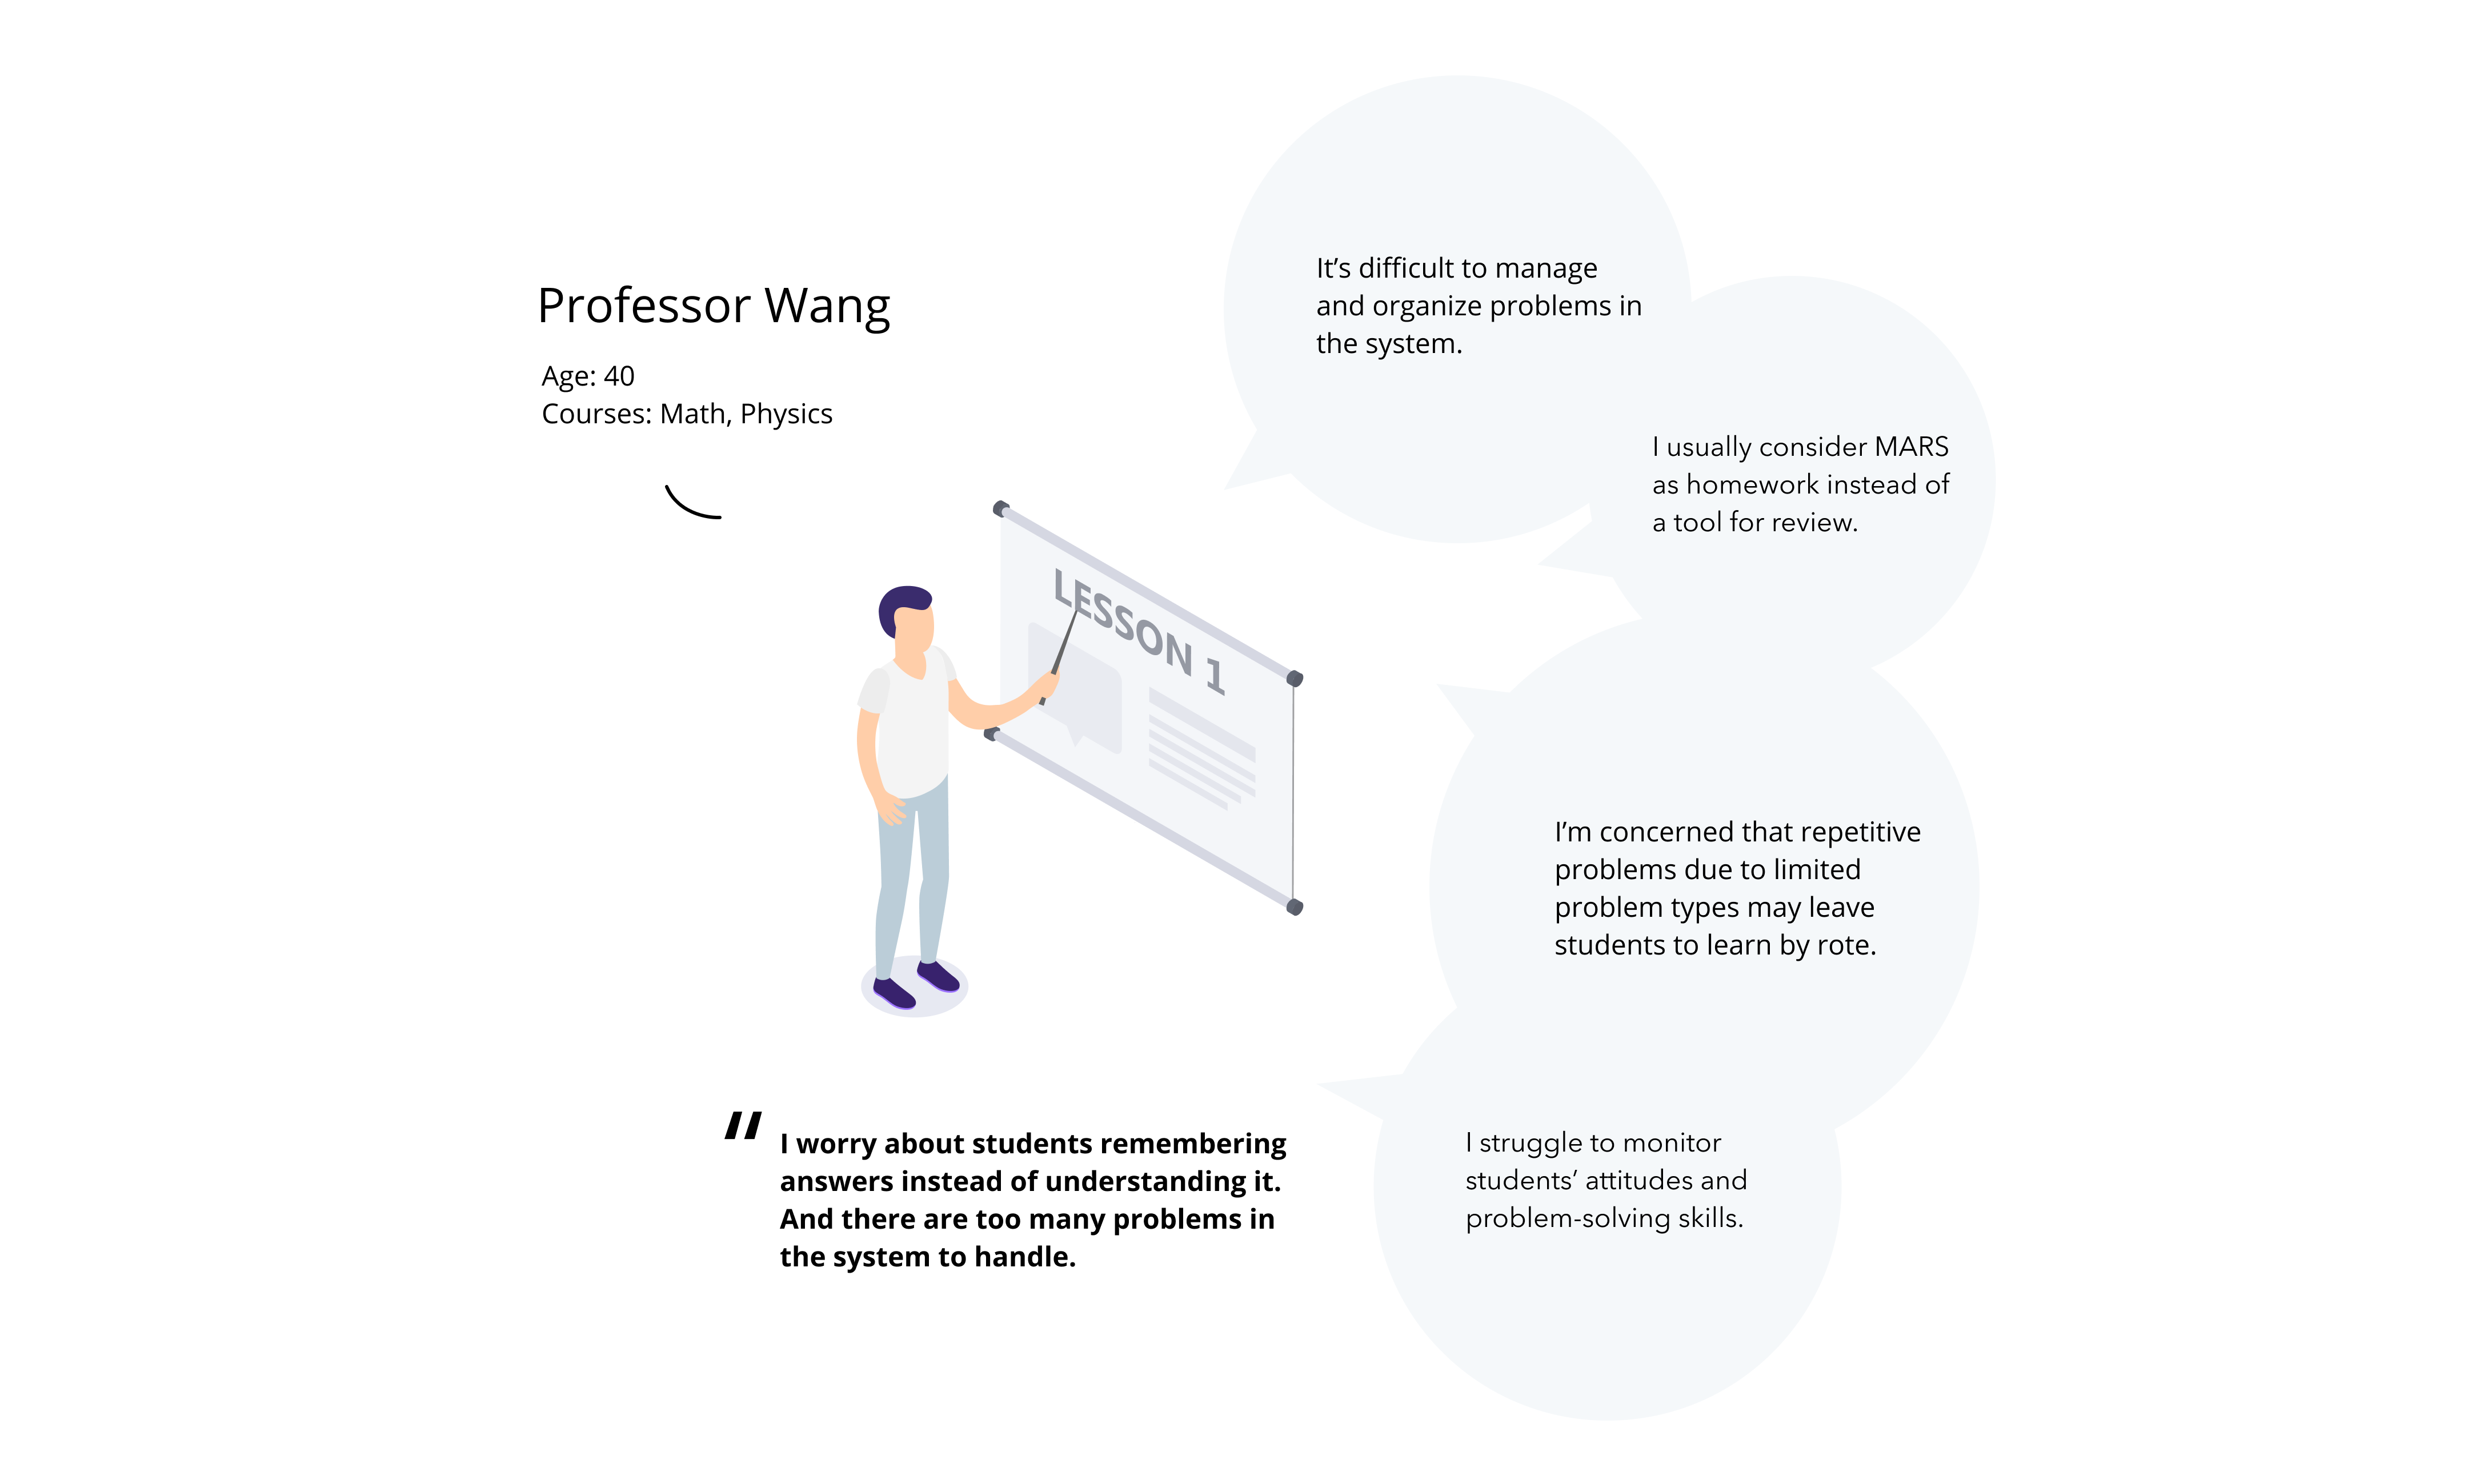 Professor Wang
Age: 40
Courses: Math, Physics
LESSON 1
It’s difficult to manage
and organize problems in
the system.
I usually consider MARS
as homework instead of
a tool for review.
I’m concerned that repetitive
problems due to limited
problem types may leave
students to learn by rote.
I struggle to monitor
students’ attitudes and
problem-solving skills.
“ I worry about students remembering
answers instead of understanding it.
And there are too many problems in
the system to handle.